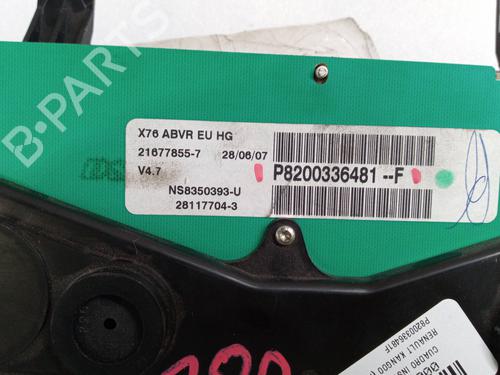 X76 ABVR EU HG
21677855-7 28/06/07
V4.7
P8200336481 --F
NS8350393-U
28117704-3
CUADRO INS
RENAULT KANGOO (
P8200336481F